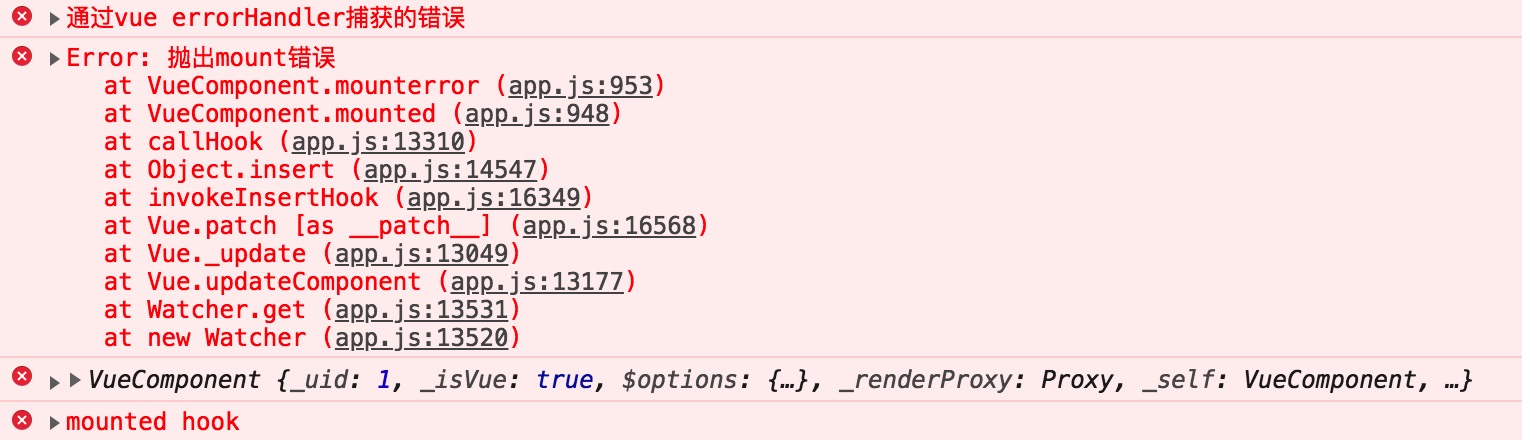 通过vue errorHandler捕获的错误
Error: 抛出mount错误
at VueComponent.mounterror (app.js:953)
at VueComponent.mounted (app.js:948)
at callHook (app.js:13310)
at Object.insert (app.js:14547)
at invokeInsertHook (app.js:16349)
at Vue.patch [as __patch__] (app.js:16568)
at Vue._update (app.js:13049)
at Vue.updateComponent (app.js:13177)
at Watcher.get (app.js:13531)
at new Watcher (app.js:13520)
VueComponent {_uid: 1, _isVue: true, $options: {…}, _renderProxy: Proxy, _self: VueComponent, …}
mounted hook